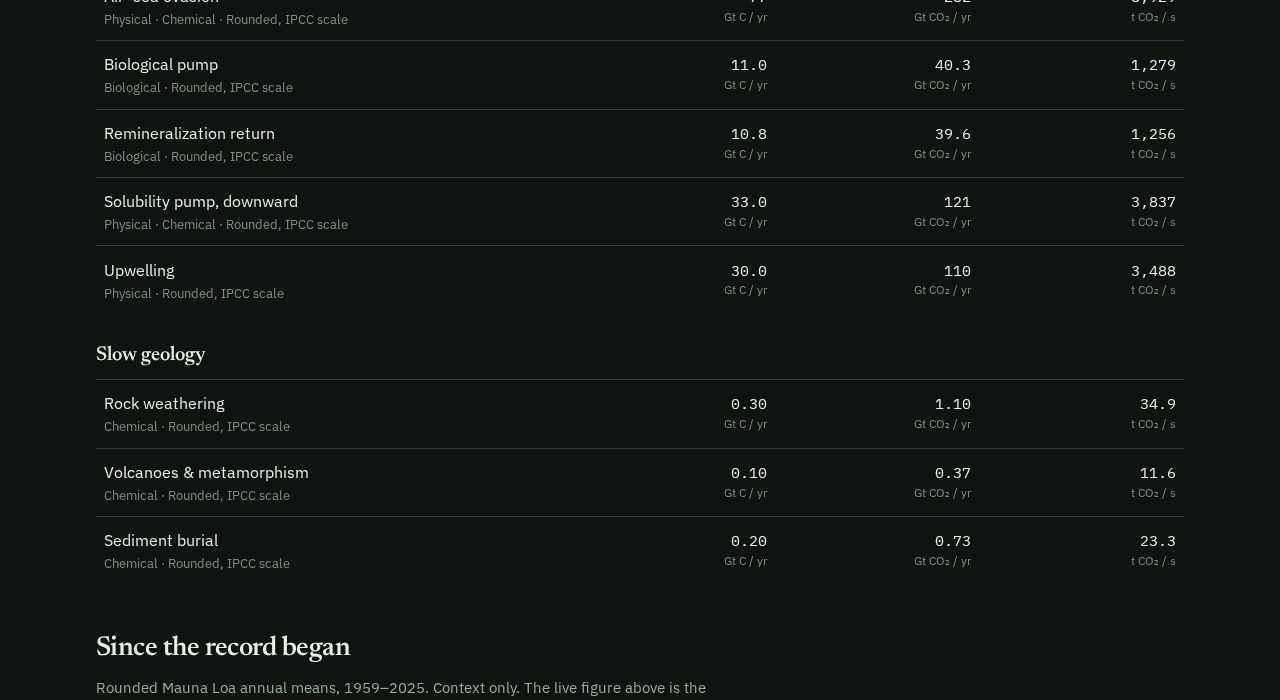 Physical · Chemical · Rounded, IPCC scale Gt C / yr Gt CO₂ / yr t CO₂ / s
Biological pump 11.0 40.3 1,279
Biological · Rounded, IPCC scale Gt C / yr Gt CO₂ / yr t CO₂ / s
Remineralization return 10.8 39.6 1,256
Biological · Rounded, IPCC scale Gt C / yr Gt CO₂ / yr t CO₂ / s
Solubility pump, downward 33.0 121 3,837
Physical · Chemical · Rounded, IPCC scale Gt C / yr Gt CO₂ / yr t CO₂ / s
Upwelling 30.0 110 3,488
Physical · Rounded, IPCC scale Gt C / yr Gt CO₂ / yr t CO₂ / s
Slow geology
Rock weathering 0.30 1.10 34.9
Chemical · Rounded, IPCC scale Gt C / yr Gt CO₂ / yr t CO₂ / s
Volcanoes & metamorphism 0.10 0.37 11.6
Chemical · Rounded, IPCC scale Gt C / yr Gt CO₂ / yr t CO₂ / s
Sediment burial 0.20 0.73 23.3
Chemical · Rounded, IPCC scale Gt C / yr Gt CO₂ / yr t CO₂ / s
Since the record began
Rounded Mauna Loa annual means, 1959–2025. Context only. The live figure above is the